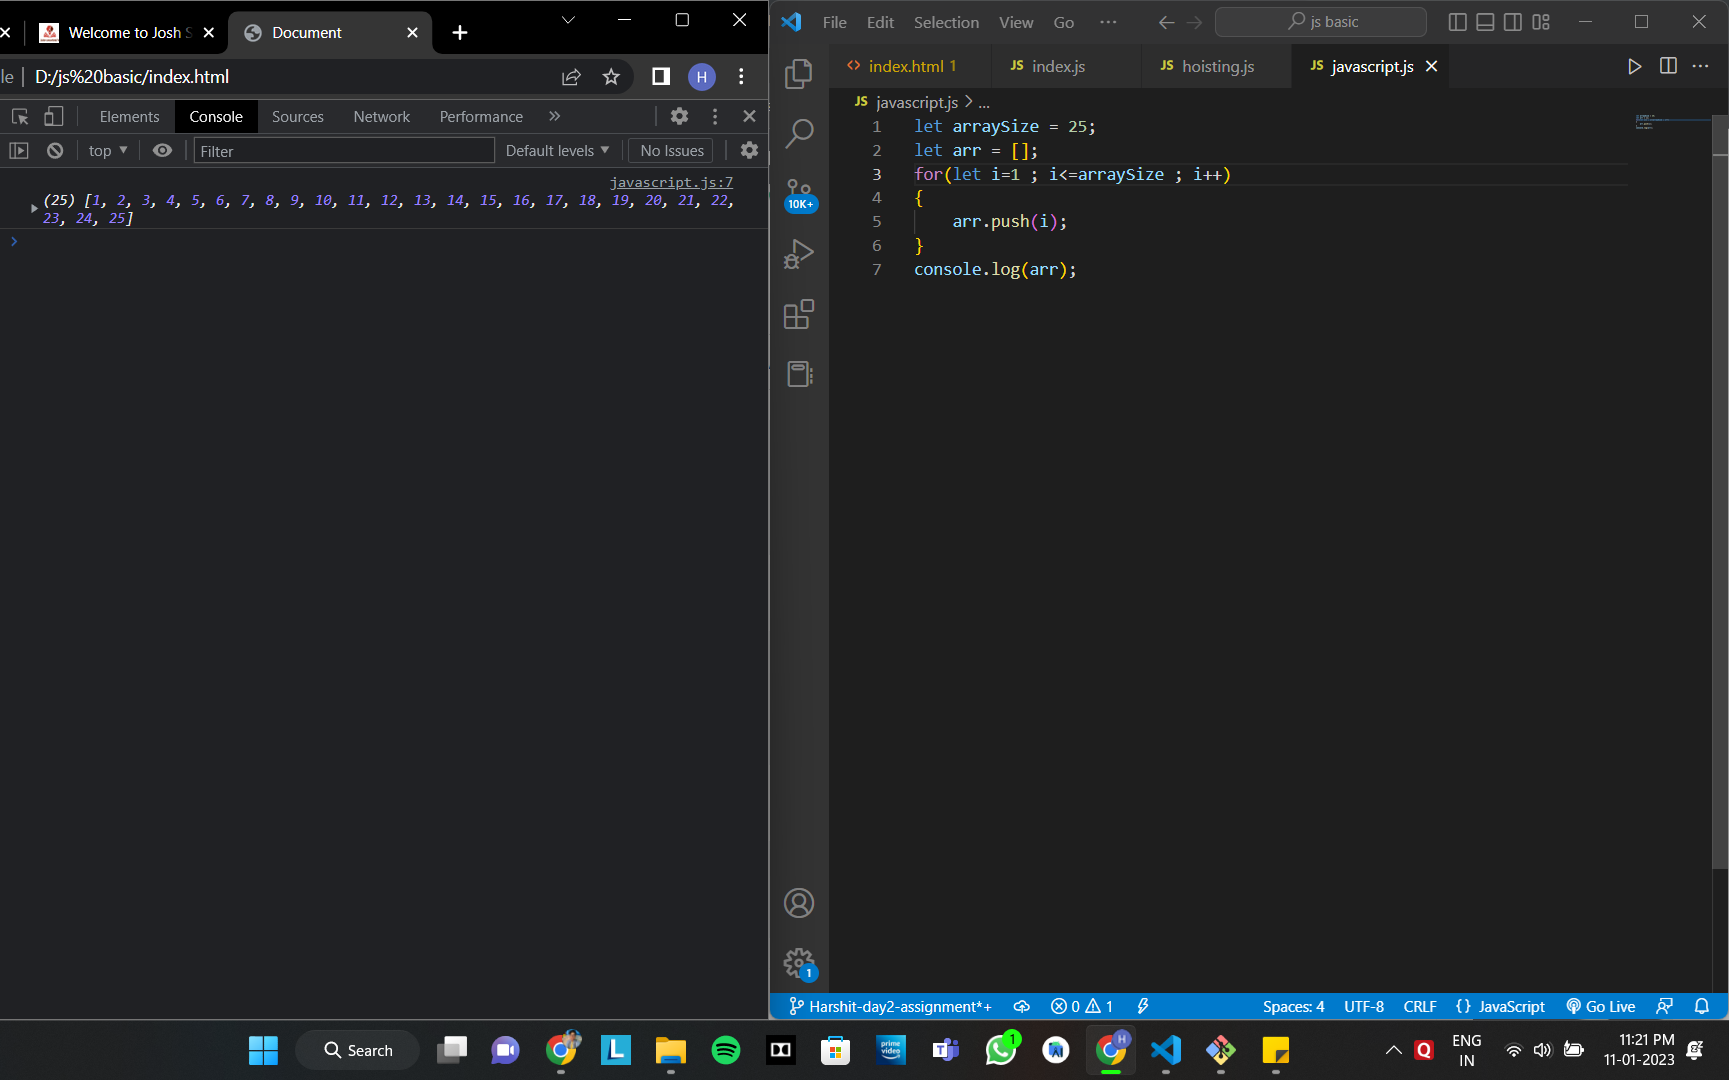 Welcome to Josh S
Document
le | D:/js%20basic/index.html
H
Elements Console Sources Network Performance »
top Filter Default levels No Issues
javascript.js:7
(25) [1, 2, 3, 4, 5, 6, 7, 8, 9, 10, 11, 12, 13, 14, 15, 16, 17, 18, 19, 20, 21, 22,
23, 24, 25]
File Edit Selection View Go ··· js basic
<> index.html 1 JS index.js JS hoisting.js JS javascript.js
JS javascript.js > ...
10K+
1 let arraySize = 25;
2 let arr = [];
3 for(let i=1 ; i<=arraySize ; i++)
4 {
5 arr.push(i);
6 }
7 console.log(arr);
1
Harshit-day2-assignment*+ 0 1 Spaces: 4 UTF-8 CRLF {} JavaScript Go Live
Search L prime video 1 AI H Q ENG IN 11:21 PM
11-01-2023